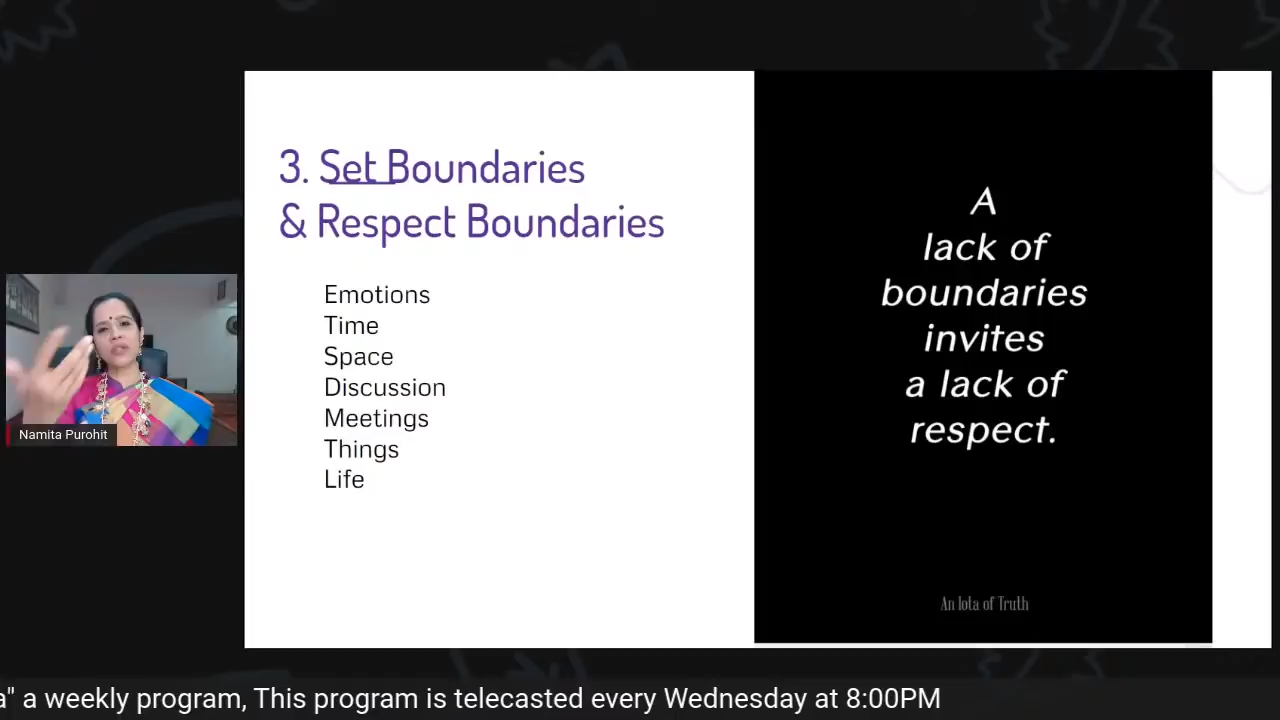 3. Set Boundaries
& Respect Boundaries
Emotions
Time
Space
Discussion
Meetings
Things
Life
A
lack of
boundaries
invites
a lack of
respect.
An Iota of Truth
Namita Purohit
a" a weekly program, This program is telecasted every Wednesday at 8:00PM